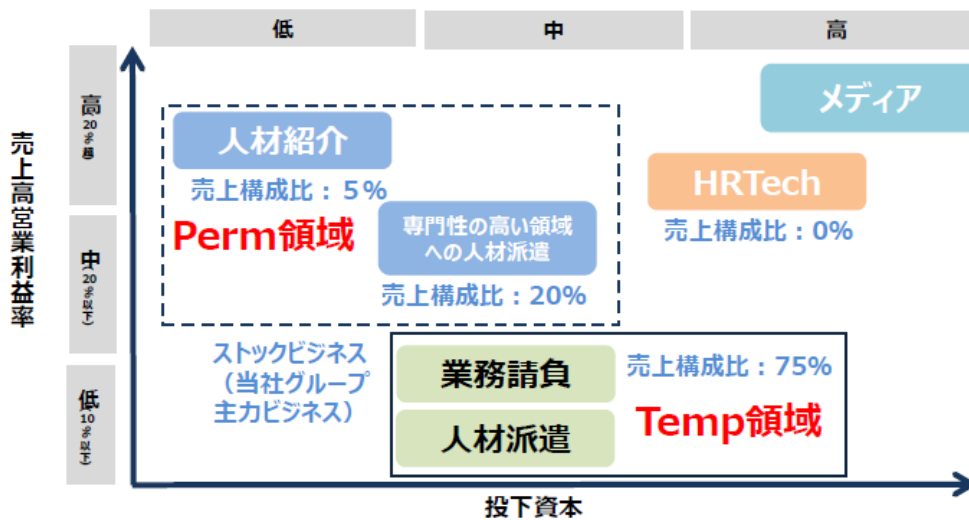 低
中
高
売上高営業利益率
高
(20%超)
中
(20%以下)
低
(10%以下)
メディア
人材紹介
売上構成比：5%
Perm領域
HRTech
売上構成比：0%
専門性の高い領域
への人材派遣
売上構成比：20%
ストックビジネス
（当社グループ
主力ビジネス）
業務請負
人材派遣
売上構成比：75%
Temp領域
投下資本